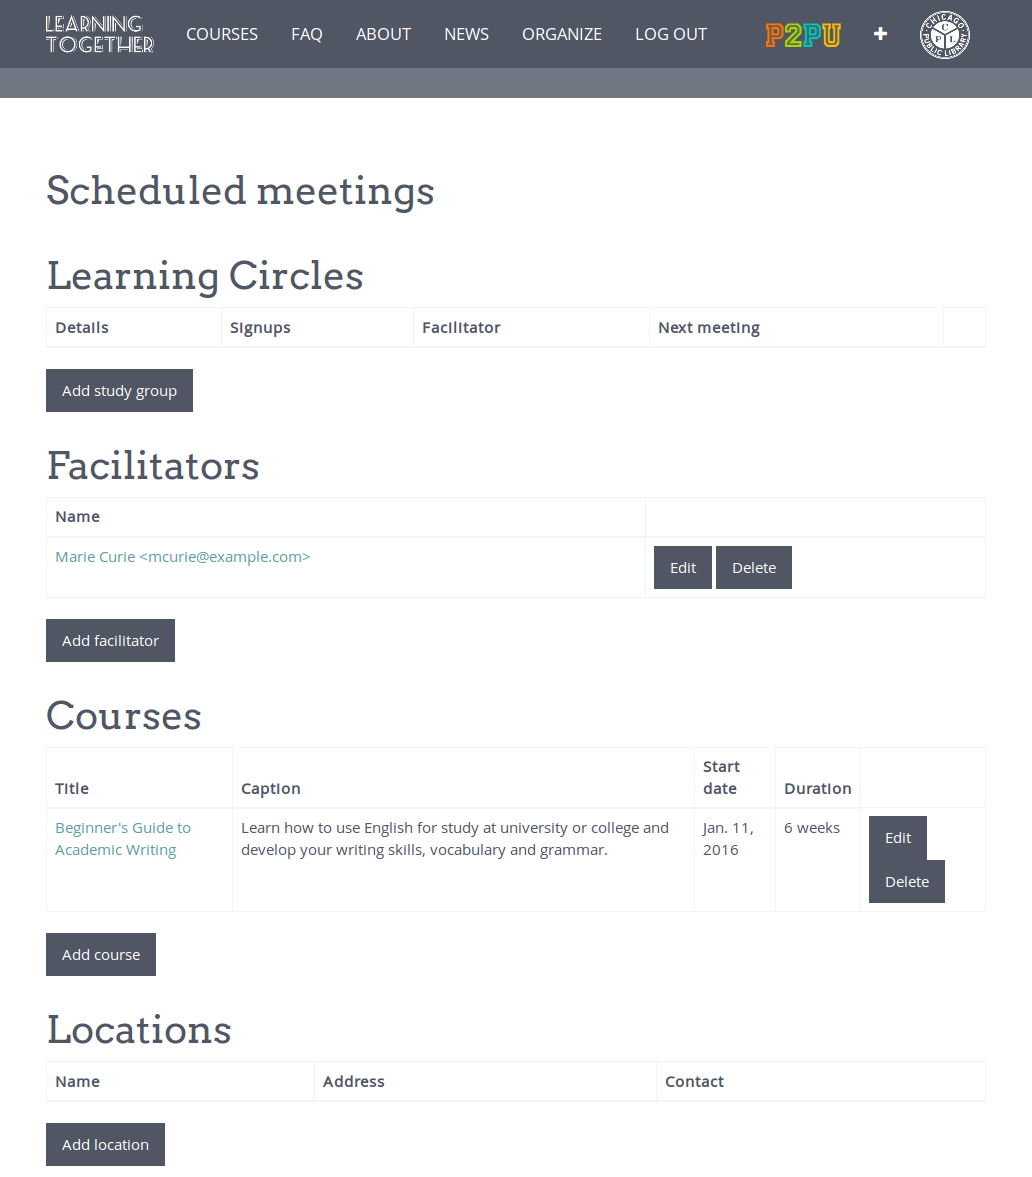 LEARNING
TOGETHER
COURSES FAQ ABOUT NEWS ORGANIZE LOG OUT P2PU + CHICAGO PUBLIC LIBRARY CPL
Scheduled meetings
Learning Circles
Details Signups Facilitator Next meeting
Add study group
Facilitators
Name
Marie Curie <mcurie@example.com> Edit Delete
Add facilitator
Courses
Start
Title Caption date Duration
Beginner's Guide to Learn how to use English for study at university or college and Jan. 11, 6 weeks Edit
Academic Writing develop your writing skills, vocabulary and grammar. 2016
Delete
Add course
Locations
Name Address Contact
Add location